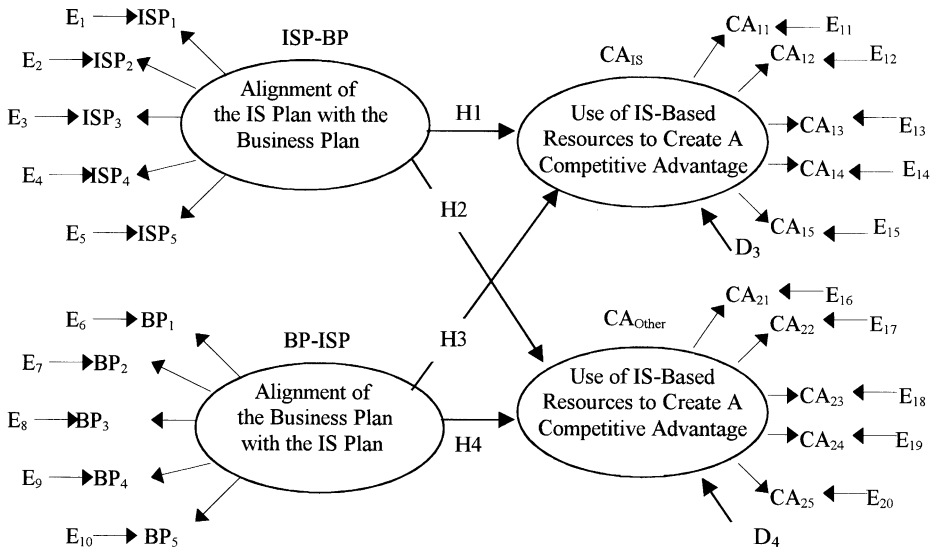 E₁ ISP₁
E₂ ISP₂
E₃ ISP₃
E₄ ISP₄
E₅ ISP₅
ISP-BP
Alignment of
the IS Plan with the
Business Plan
H1
H2
H3
H4
CA_IS
Use of IS-Based
Resources to Create A
Competitive Advantage
CA₁₁ E₁₁
CA₁₂ E₁₂
CA₁₃ E₁₃
CA₁₄ E₁₄
CA₁₅ E₁₅
D₃
E₆ BP₁
E₇ BP₂
E₈ BP₃
E₉ BP₄
E₁₀ BP₅
BP-ISP
Alignment of
the Business Plan
with the IS Plan
CA_Other
Use of IS-Based
Resources to Create A
Competitive Advantage
CA₂₁ E₁₆
CA₂₂ E₁₇
CA₂₃ E₁₈
CA₂₄ E₁₉
CA₂₅ E₂₀
D₄